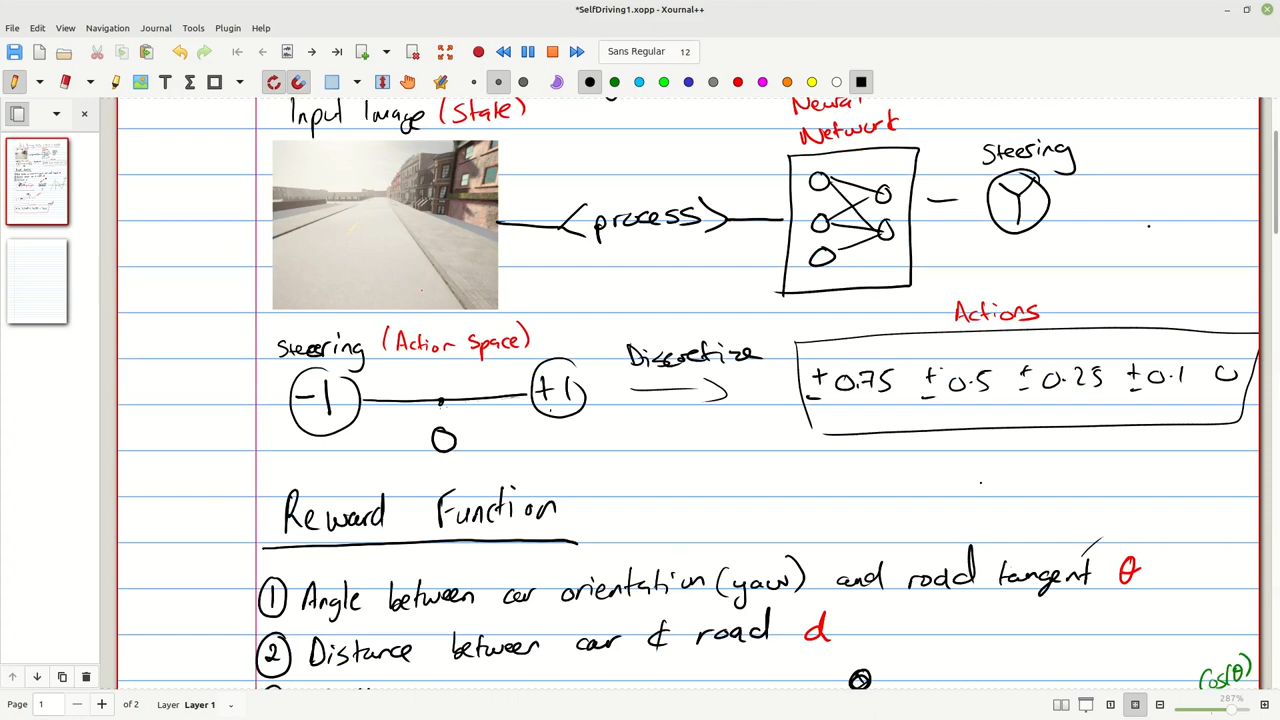 *SelfDriving1.xopp - Xournal++
File Edit View Navigation Journal Tools Plugin Help
Sans Regular 12
Input Image (State)
Neural
Network
Steering
<process>
Actions
Steering (Action Space)
Discretize
-1 +1
0
± 0.75 ± 0.5 ± 0.25 ± 0.1 0
Reward Function
① Angle between car orientation (yaw) and road tangent θ
② Distance between car & road d
Cos(θ)
Page 1 of 2 Layer Layer 1
287%